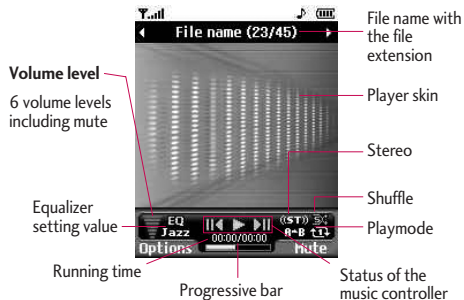 File name (23/45)
File name with
the file
extension
Volume level
6 volume levels
including mute
Player skin
Stereo
Shuffle
Equalizer
setting value
EQ
Jazz
((ST))
A↔B
00:00/00:00
Playmode
Options
Mute
Running time
Progressive bar
Status of the
music controller